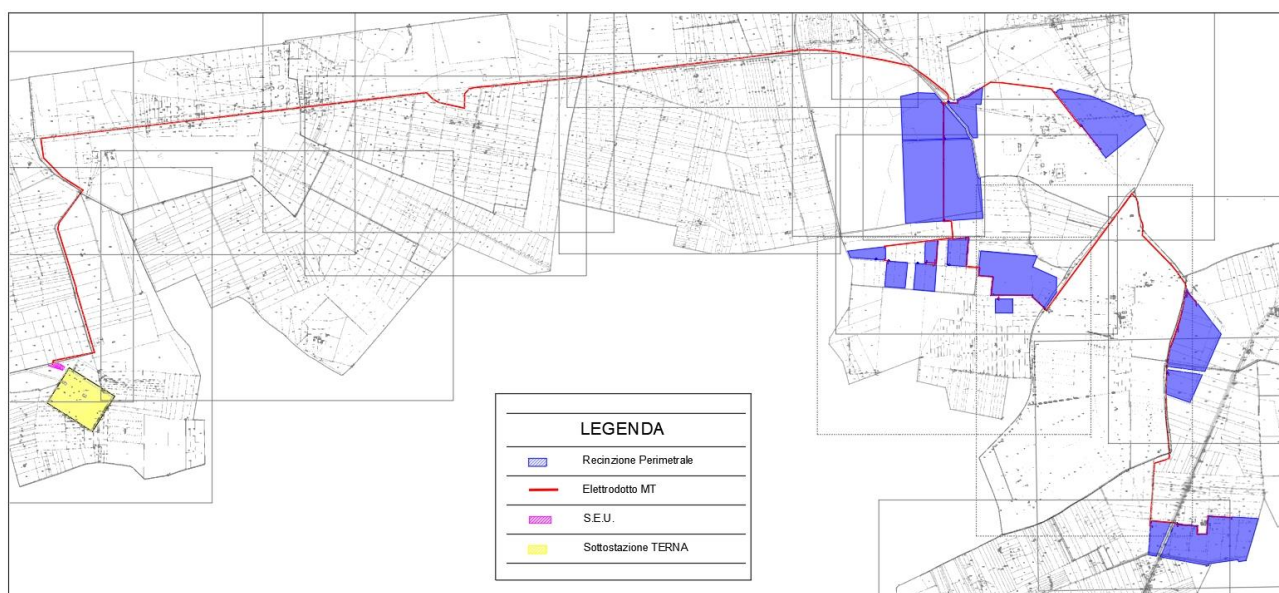 LEGENDA
Recinzione Perimetrale
Elettrodotto MT
S.E.U.
Sottostazione TERNA